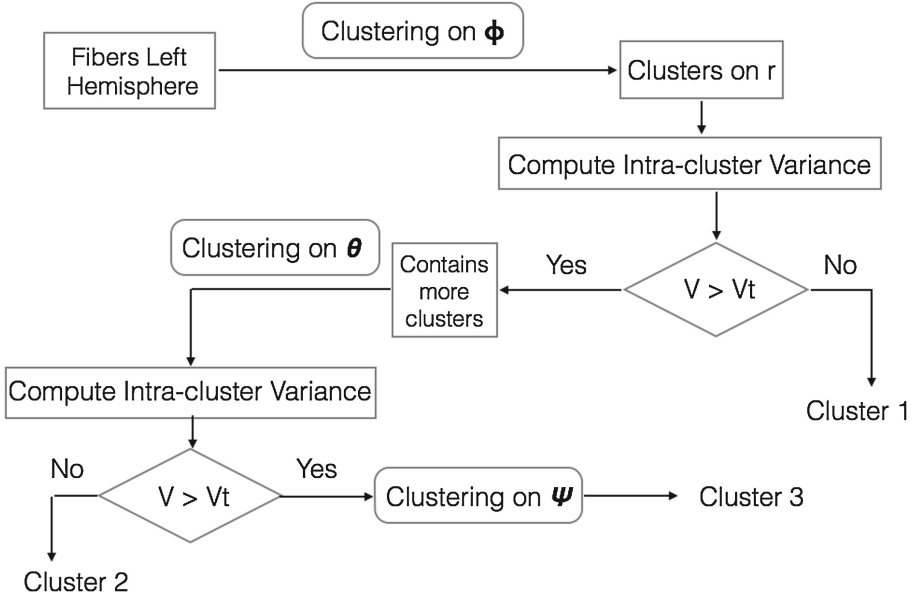 Clustering on ϕ
Fibers Left
Hemisphere
Clusters on r
Compute Intra-cluster Variance
Clustering on θ
Contains
more
clusters
Yes
V > Vt
No
Cluster 1
Compute Intra-cluster Variance
No
V > Vt
Yes
Clustering on Ψ
Cluster 3
Cluster 2